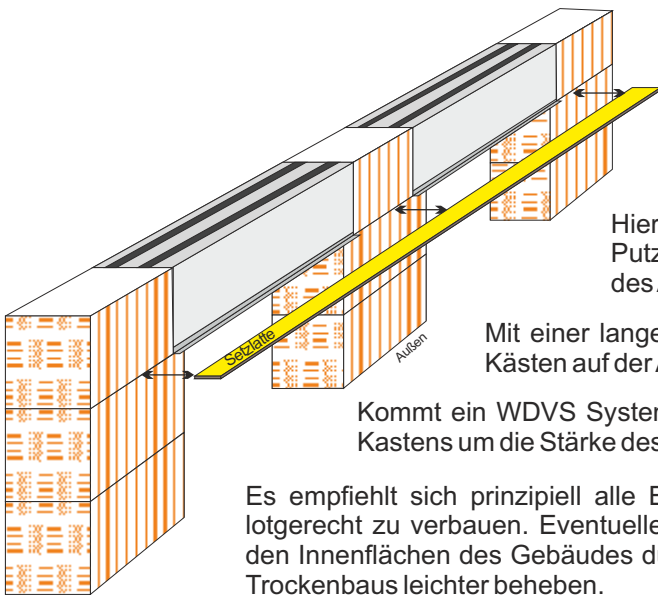 Setzlatte
Außen
Hier
Putz
des
Mit einer lange
Kästen auf der
Kommt ein WDVS System
Kastens um die Stärke des
Es empfiehlt sich prinzipiell alle
lotgerecht zu verbauen. Eventuelle
den Innenflächen des Gebäudes
Trockenbaus leichter beheben.